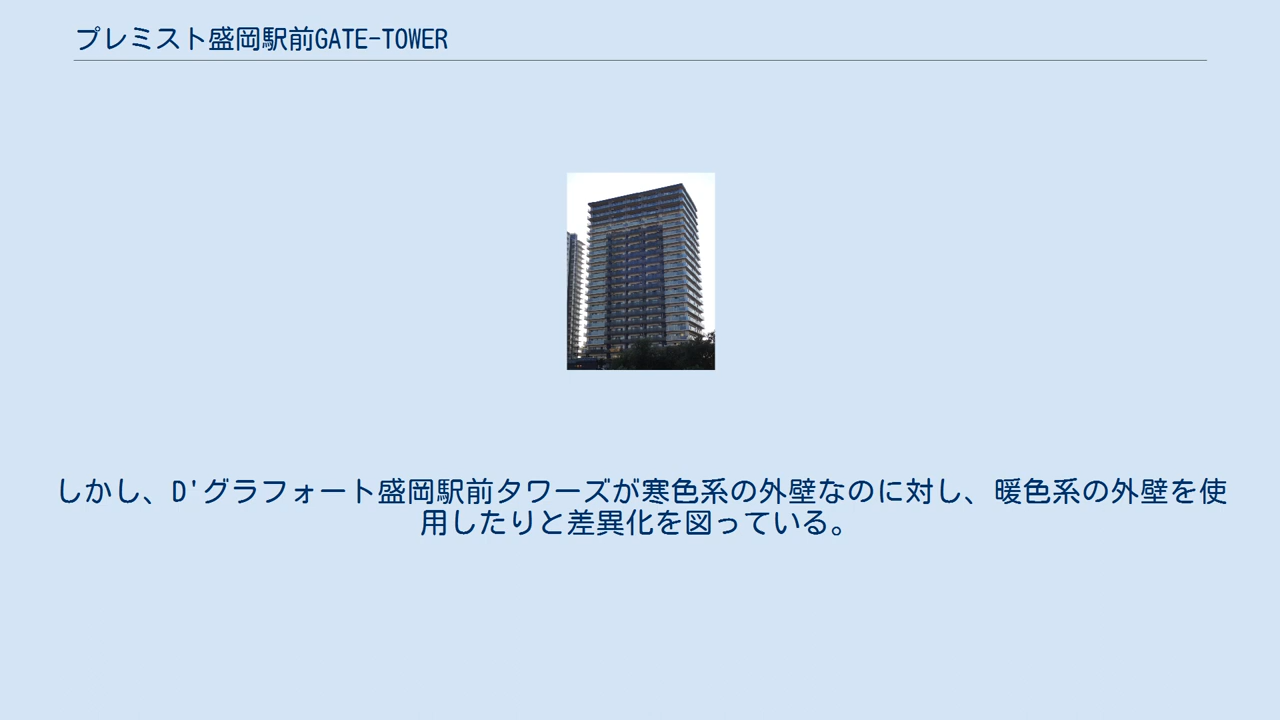 プレミスト盛岡駅前GATE-TOWER
しかし、D'グラフォート盛岡駅前タワーズが寒色系の外壁なのに対し、暖色系の外壁を使
用したりと差異化を図っている。